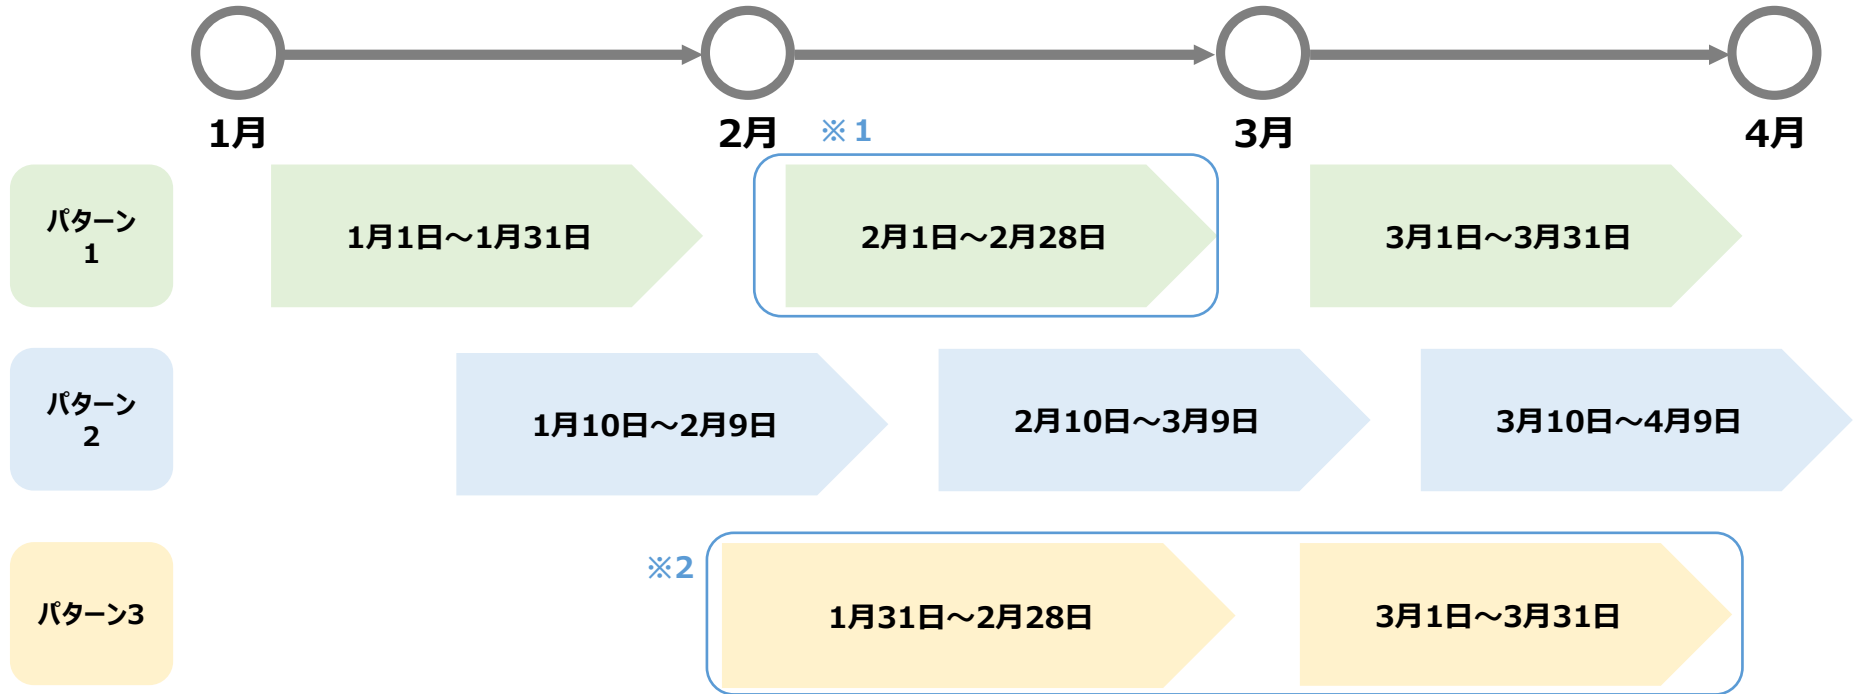 1月
2月
※１
3月
4月
パターン
1
1月1日～1月31日
2月1日～2月28日
3月1日～3月31日
パターン
2
1月10日～2月9日
2月10日～3月9日
3月10日～4月9日
※2
パターン3
1月31日～2月28日
3月1日～3月31日